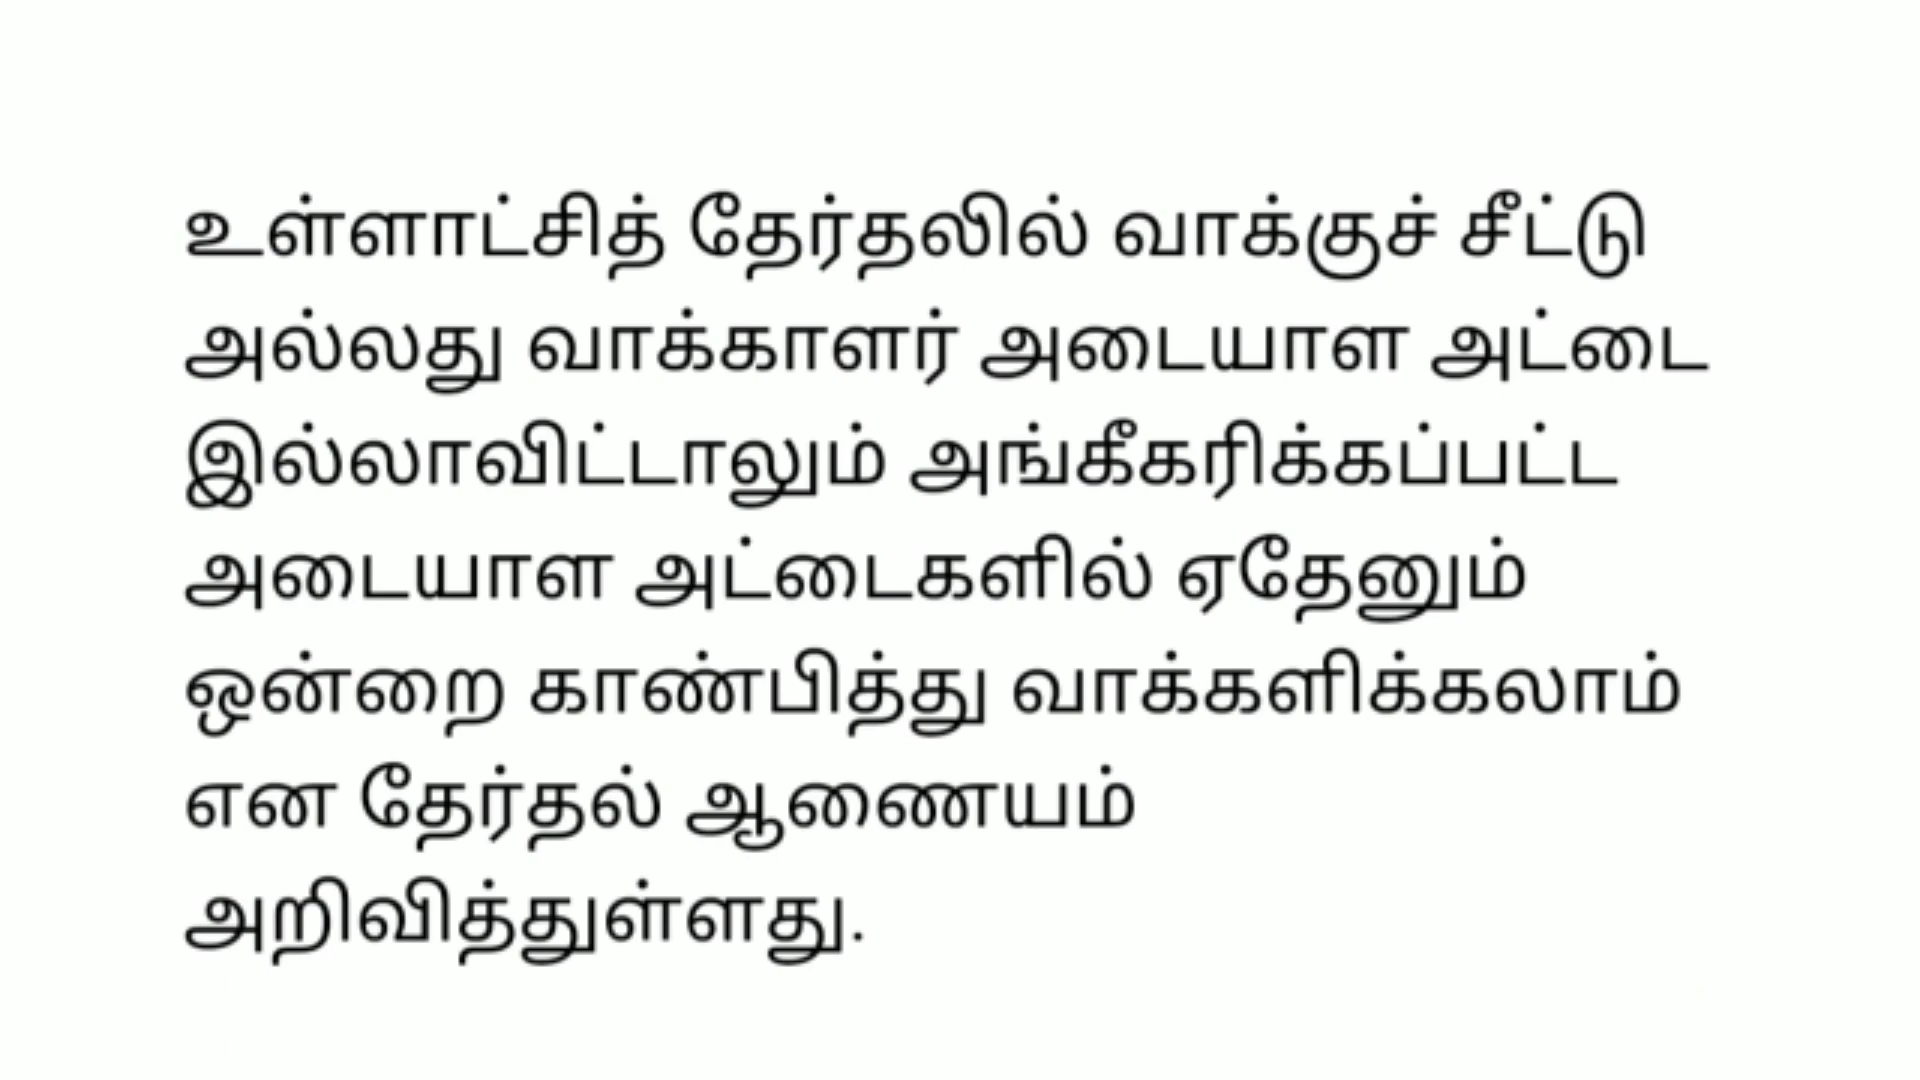 உள்ளாட்சித் தேர்தலில் வாக்குச் சீட்டு
அல்லது வாக்காளர் அடையாள அட்டை
இல்லாவிட்டாலும் அங்கீகரிக்கப்பட்ட
அடையாள அட்டைகளில் ஏதேனும்
ஒன்றை காண்பித்து வாக்களிக்கலாம்
என தேர்தல் ஆணையம்
அறிவித்துள்ளது.